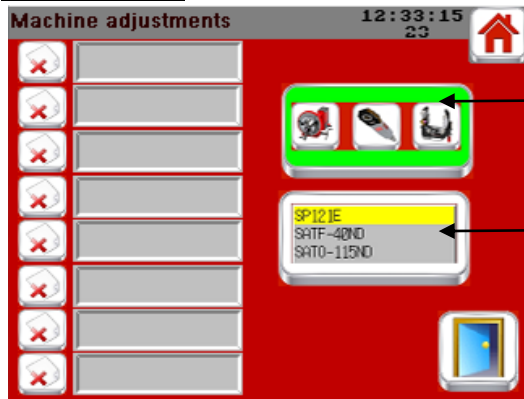 Machine adjustments
12:33:15
23
SP121E
SATF-40ND
SATO-115ND